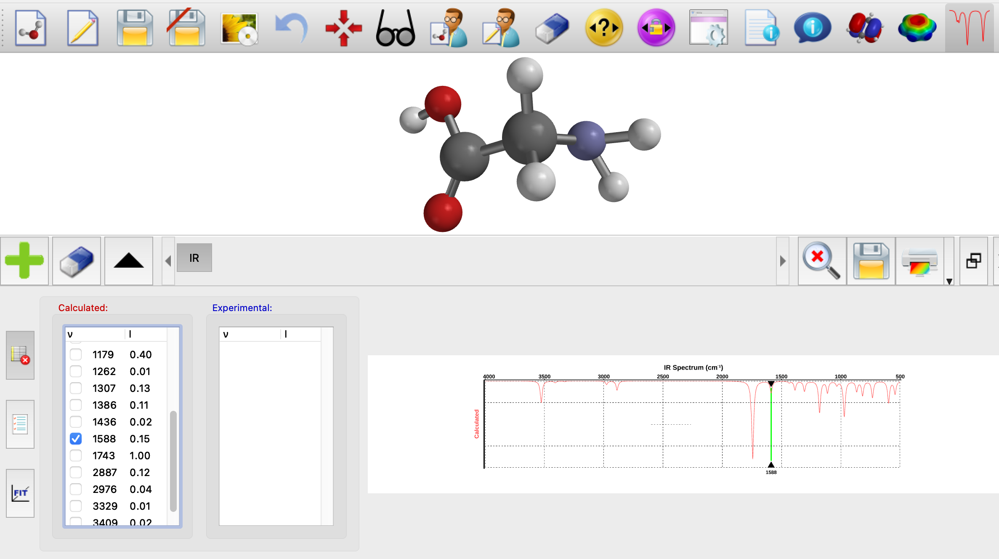 IR
Calculated:
Experimental:
ν I
1179 0.40
1262 0.01
1307 0.13
1386 0.11
1436 0.02
1588 0.15
1743 1.00
2887 0.12
2976 0.04
3329 0.01
3409 0.02
ν I
FIT
IR Spectrum (cm⁻¹)
4000 3500 3000 2500 2000 1500 1000 500
Calculated
1588